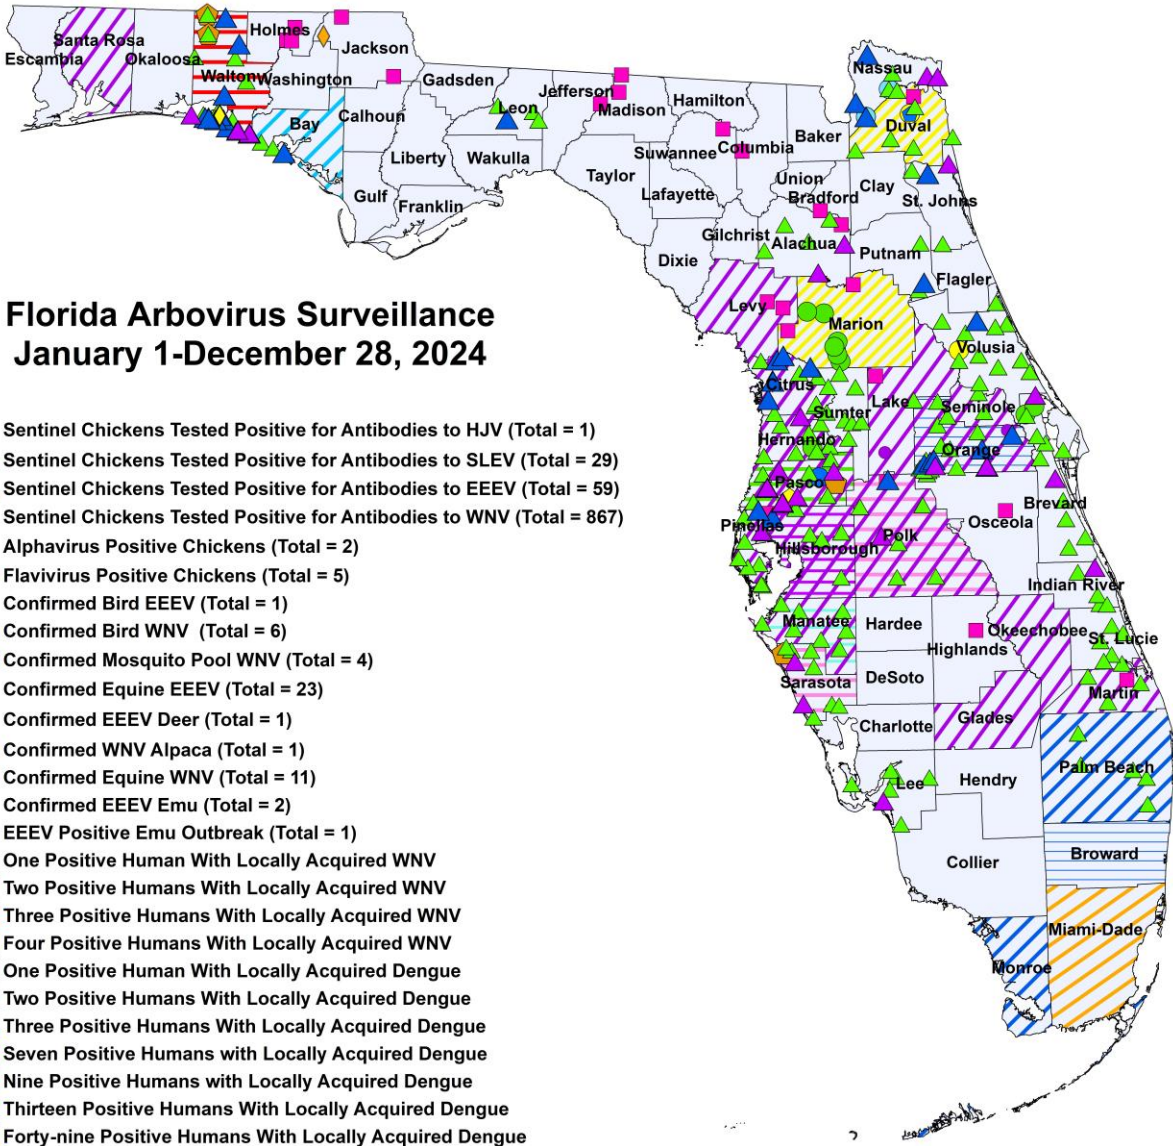 Florida Arbovirus Surveillance
January 1-December 28, 2024
Sentinel Chickens Tested Positive for Antibodies to HJV (Total = 1)
Sentinel Chickens Tested Positive for Antibodies to SLEV (Total = 29)
Sentinel Chickens Tested Positive for Antibodies to EEEV (Total = 59)
Sentinel Chickens Tested Positive for Antibodies to WNV (Total = 867)
Alphavirus Positive Chickens (Total = 2)
Flavivirus Positive Chickens (Total = 5)
Confirmed Bird EEEV (Total = 1)
Confirmed Bird WNV (Total = 6)
Confirmed Mosquito Pool WNV (Total = 4)
Confirmed Equine EEEV (Total = 23)
Confirmed EEEV Deer (Total = 1)
Confirmed WNV Alpaca (Total = 1)
Confirmed Equine WNV (Total = 11)
Confirmed EEEV Emu (Total = 2)
EEEV Positive Emu Outbreak (Total = 1)
One Positive Human With Locally Acquired WNV
Two Positive Humans With Locally Acquired WNV
Three Positive Humans With Locally Acquired WNV
Four Positive Humans With Locally Acquired WNV
One Positive Human With Locally Acquired Dengue
Two Positive Humans With Locally Acquired Dengue
Three Positive Humans With Locally Acquired Dengue
Seven Positive Humans with Locally Acquired Dengue
Nine Positive Humans with Locally Acquired Dengue
Thirteen Positive Humans With Locally Acquired Dengue
Forty-nine Positive Humans With Locally Acquired Dengue
Escambia
Santa Rosa
Okaloosa
Walton
Holmes
Washington
Jackson
Bay
Calhoun
Gulf
Liberty
Franklin
Gadsden
Leon
Wakulla
Jefferson
Madison
Taylor
Hamilton
Suwannee
Lafayette
Columbia
Dixie
Gilchrist
Baker
Union
Bradford
Alachua
Nassau
Duval
Clay
St. Johns
Putnam
Flagler
Levy
Marion
Volusia
Citrus
Sumter
Lake
Seminole
Hernando
Orange
Pasco
Pinellas
Hillsborough
Polk
Osceola
Brevard
Indian River
Manatee
Hardee
Highlands
Okeechobee
St. Lucie
Sarasota
DeSoto
Martin
Charlotte
Glades
Lee
Hendry
Palm Beach
Collier
Broward
Monroe
Miami-Dade